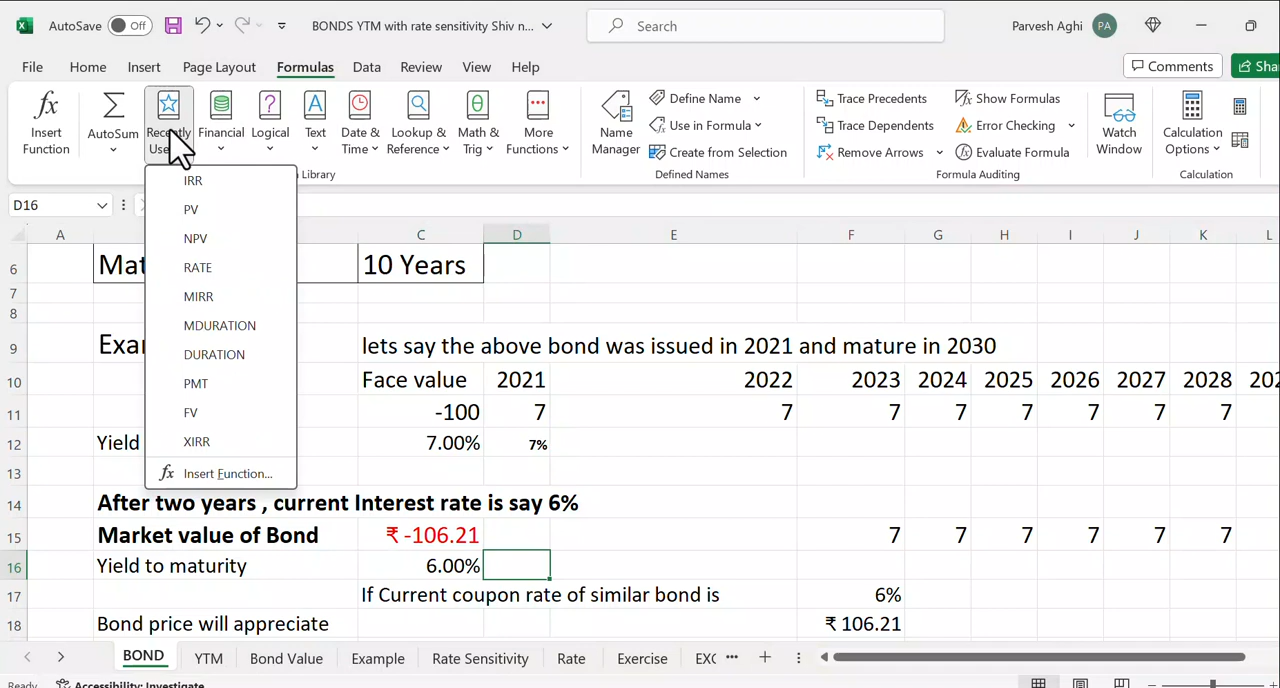 AutoSave Off BONDS YTM with rate sensitivity Shiv n... Search Parvesh Aghi PA
File Home Insert Page Layout Formulas Data Review View Help Comments Sha
fx Insert Function
AutoSum
Recently
Financial
Logical
Text
Date & Time
Lookup & Reference
Math & Trig
More Functions
Name Manager
Define Name
Use in Formula
Create from Selection
Trace Precedents
Trace Dependents
Remove Arrows
Show Formulas
Error Checking
Evaluate Formula
Watch Window
Calculation Options
Library Defined Names Formula Auditing Calculation
D16
IRR
PV
NPV
RATE
MIRR
MDURATION
DURATION
PMT
FV
XIRR
fx Insert Function...
A C D E F G H I J K L
6 10 Years
7
8
9 lets say the above bond was issued in 2021 and mature in 2030
10 Face value 2021 2022 2023 2024 2025 2026 2027 2028
11 -100 7 7 7 7 7 7 7 7
12 Yield 7.00% 7%
13
14 After two years , current Interest rate is say 6%
15 Market value of Bond ₹ -106.21 7 7 7 7 7 7
16 Yield to maturity 6.00%
17 If Current coupon rate of similar bond is 6%
18 Bond price will appreciate ₹ 106.21
BOND YTM Bond Value Example Rate Sensitivity Rate Exercise EXC ...
Ready Accessibility: Investigate